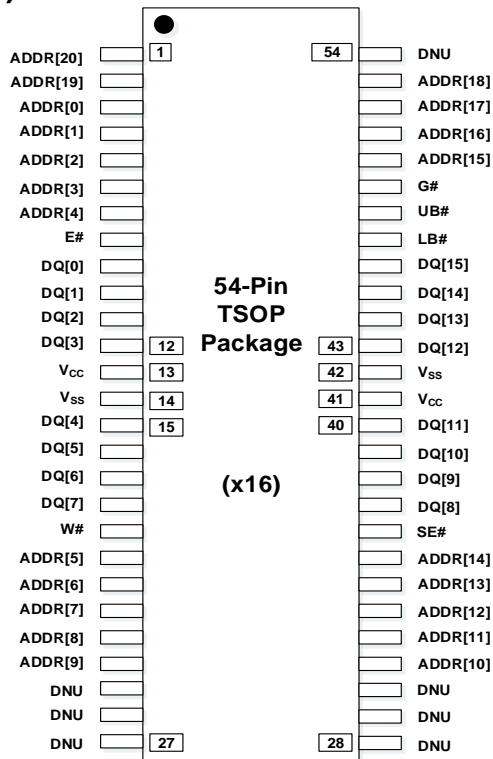 )
1 54
ADDR[20] DNU
ADDR[19] ADDR[18]
ADDR[0] ADDR[17]
ADDR[1] ADDR[16]
ADDR[2] ADDR[15]
ADDR[3] G#
ADDR[4] UB#
E# LB#
DQ[0] DQ[15]
DQ[1] 54-Pin DQ[14]
DQ[2] TSOP DQ[13]
DQ[3] 12 Package 43 DQ[12]
VCC 13 42 VSS
VSS 14 41 VCC
DQ[4] 15 40 DQ[11]
DQ[5] DQ[10]
DQ[6] (x16) DQ[9]
DQ[7] DQ[8]
W# SE#
ADDR[5] ADDR[14]
ADDR[6] ADDR[13]
ADDR[7] ADDR[12]
ADDR[8] ADDR[11]
ADDR[9] ADDR[10]
DNU DNU
DNU DNU
DNU 27 28 DNU